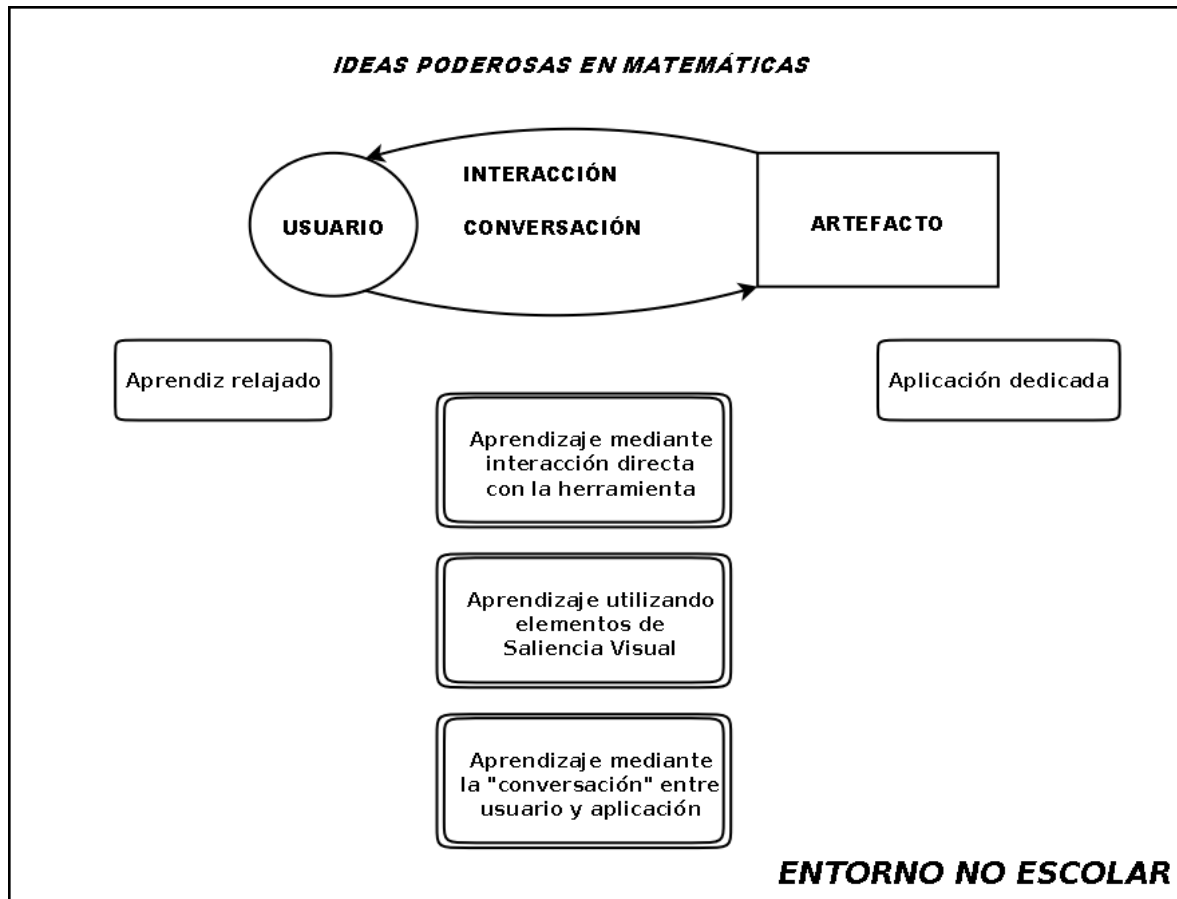 IDEAS PODEROSAS EN MATEMÁTICAS
INTERACCIÓN
USUARIO
CONVERSACIÓN
ARTEFACTO
Aprendiz relajado
Aplicación dedicada
Aprendizaje mediante
interacción directa
con la herramienta
Aprendizaje utilizando
elementos de
Saliencia Visual
Aprendizaje mediante
la "conversación" entre
usuario y aplicación
ENTORNO NO ESCOLAR